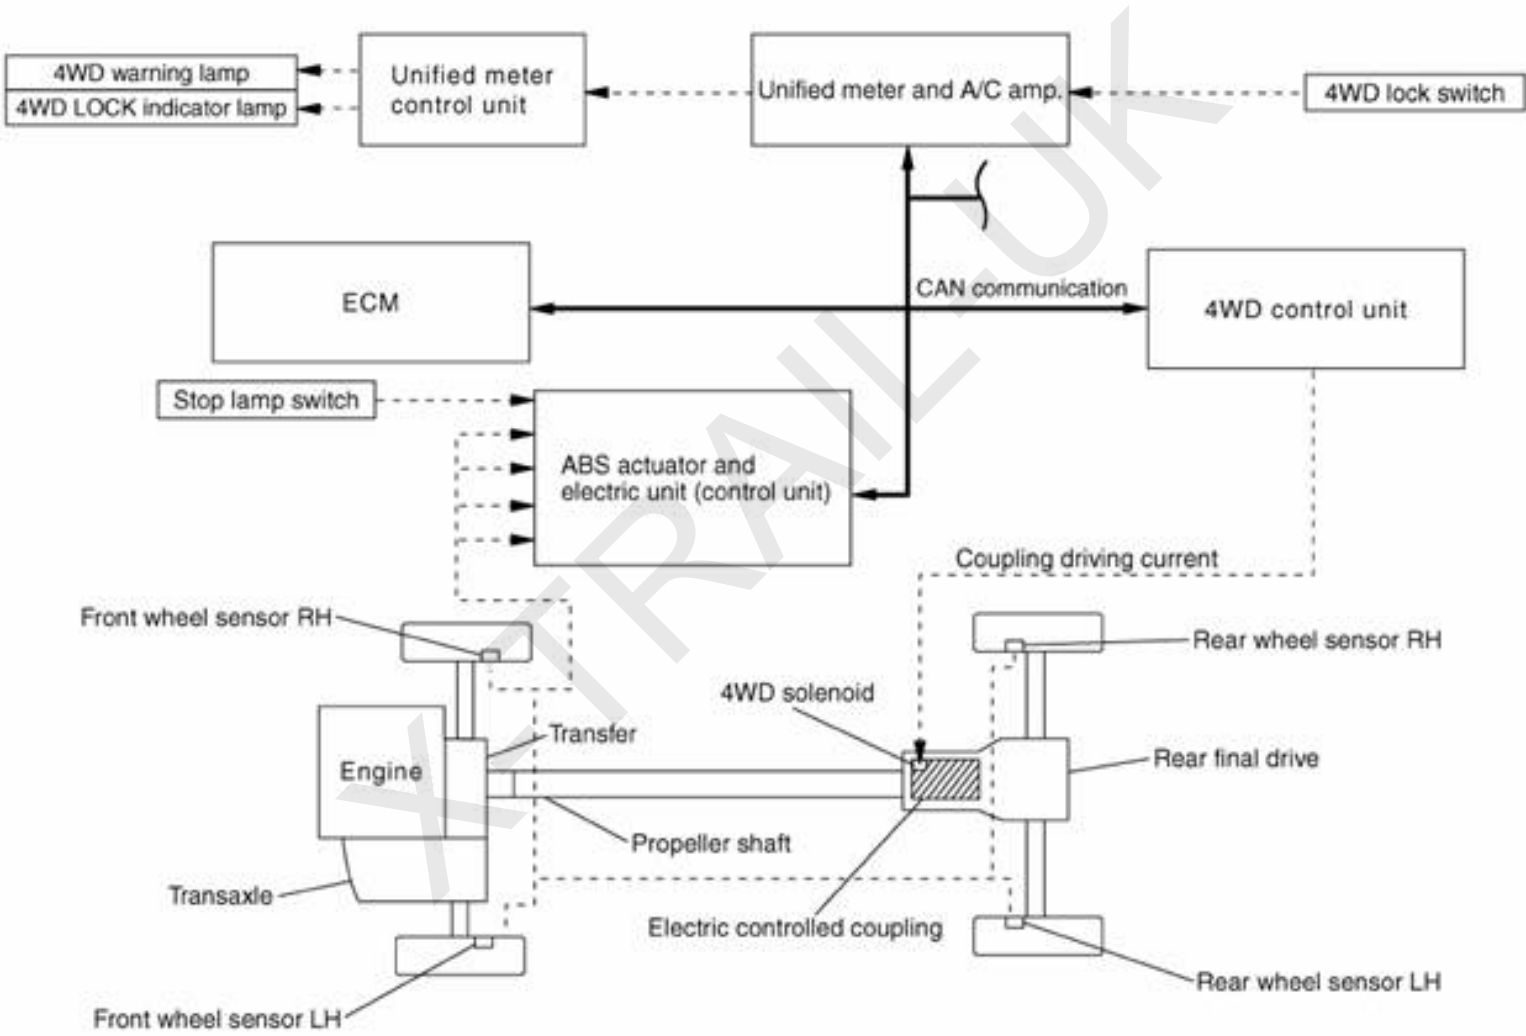 4WD warning lamp
4WD LOCK indicator lamp
Unified meter
control unit
Unified meter and A/C amp.
4WD lock switch
ECM
CAN communication
4WD control unit
Stop lamp switch
ABS actuator and
electric unit (control unit)
Coupling driving current
Front wheel sensor RH
Rear wheel sensor RH
4WD solenoid
Transfer
Engine
Rear final drive
Propeller shaft
Transaxle
Electric controlled coupling
Rear wheel sensor LH
Front wheel sensor LH
X-TRAIL-UK